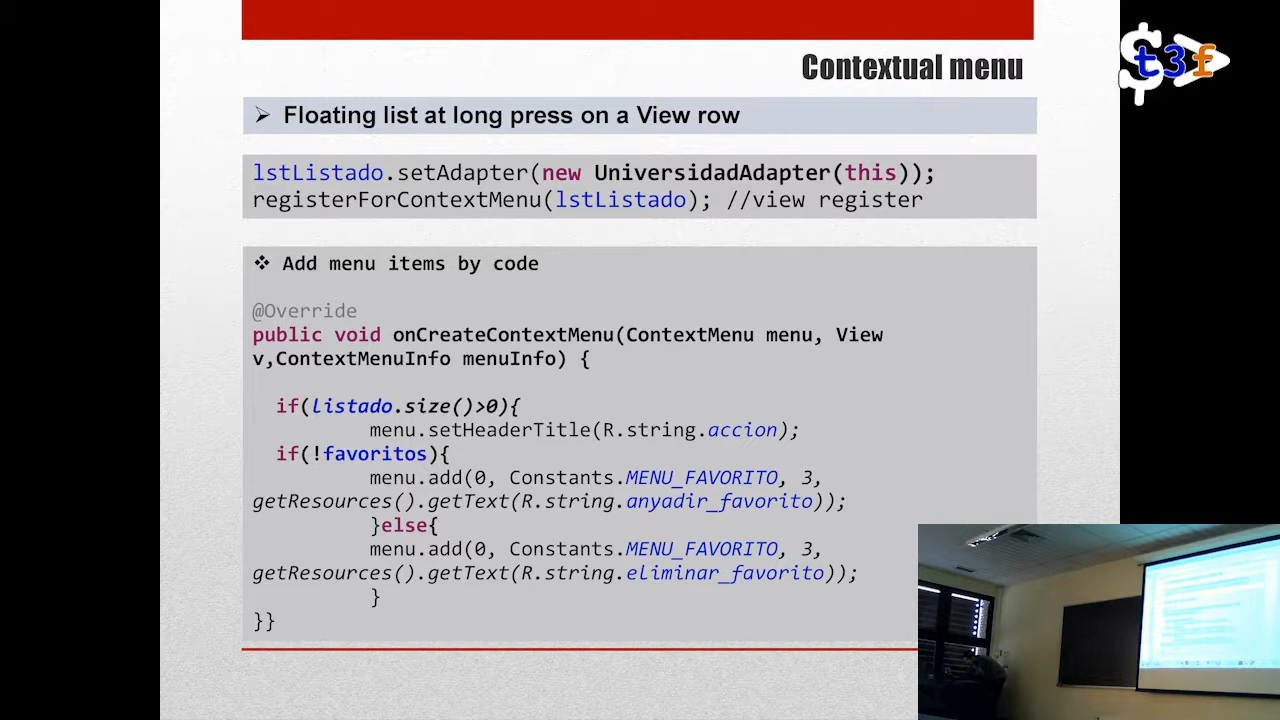 Contextual menu
$t3f
➢ Floating list at long press on a View row
lstListado.setAdapter(new UniversidadAdapter(this));
registerForContextMenu(lstListado); //view register
❖ Add menu items by code
@Override
public void onCreateContextMenu(ContextMenu menu, View
v,ContextMenuInfo menuInfo) {
if(listado.size()>0){
menu.setHeaderTitle(R.string.accion);
if(!favoritos){
menu.add(0, Constants.MENU_FAVORITO, 3,
getResources().getText(R.string.anyadir_favorito));
}else{
menu.add(0, Constants.MENU_FAVORITO, 3,
getResources().getText(R.string.eliminar_favorito));
}
}}